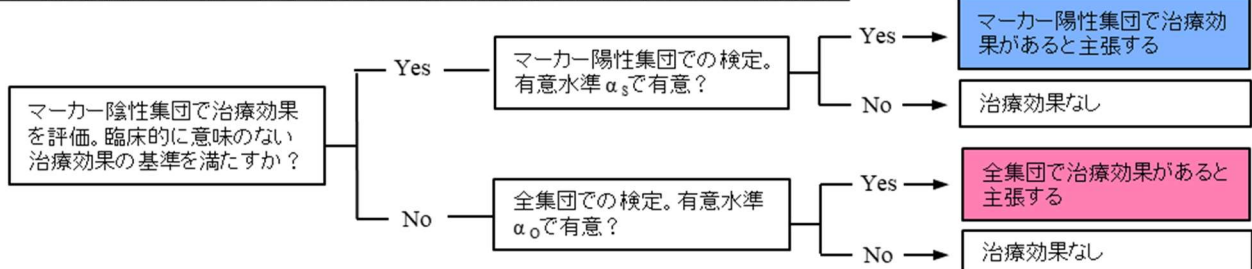 マーカー陰性集団で治療効果
を評価。臨床的に意味のない
治療効果の基準を満たすか？
Yes
マーカー陽性集団での検定。
有意水準αsで有意？
Yes
マーカー陽性集団で治療効
果があると主張する
No
治療効果なし
No
全集団での検定。有意水準
αOで有意？
Yes
全集団で治療効果があると
主張する
No
治療効果なし